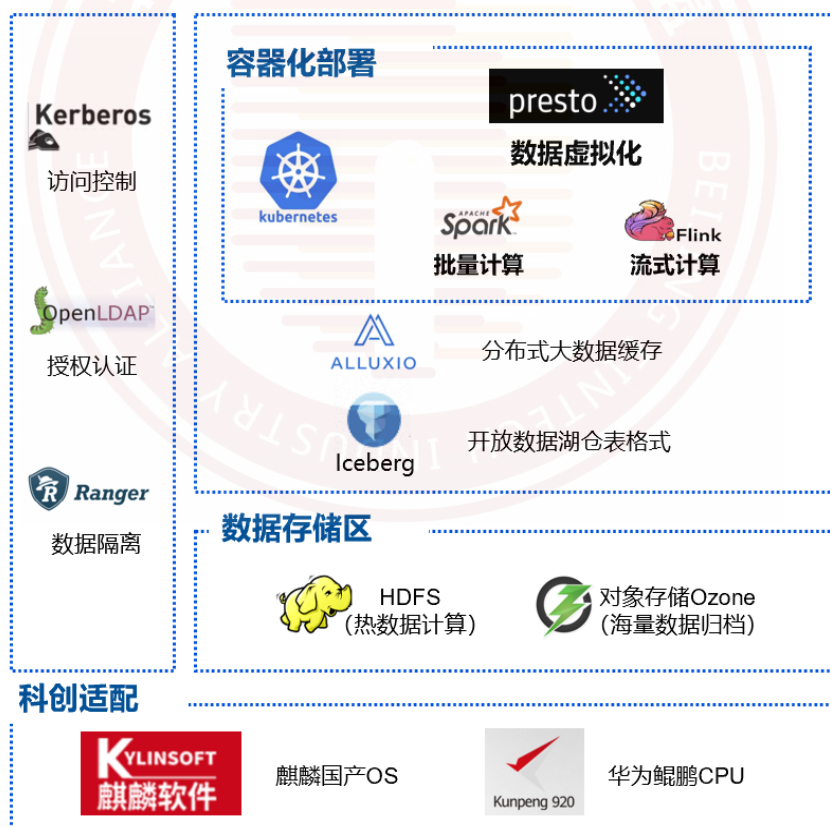 Kerberos
访问控制
OpenLDAP
授权认证
Ranger
数据隔离
容器化部署
kubernetes
presto
数据虚拟化
APACHE
Spark
批量计算
Flink
流式计算
ALLUXIO
分布式大数据缓存
Iceberg
开放数据湖仓表格式
数据存储区
HDFS
(热数据计算)
对象存储Ozone
(海量数据归档)
科创适配
KYLINSOFT
麒麟软件
麒麟国产OS
Kunpeng 920
华为鲲鹏CPU